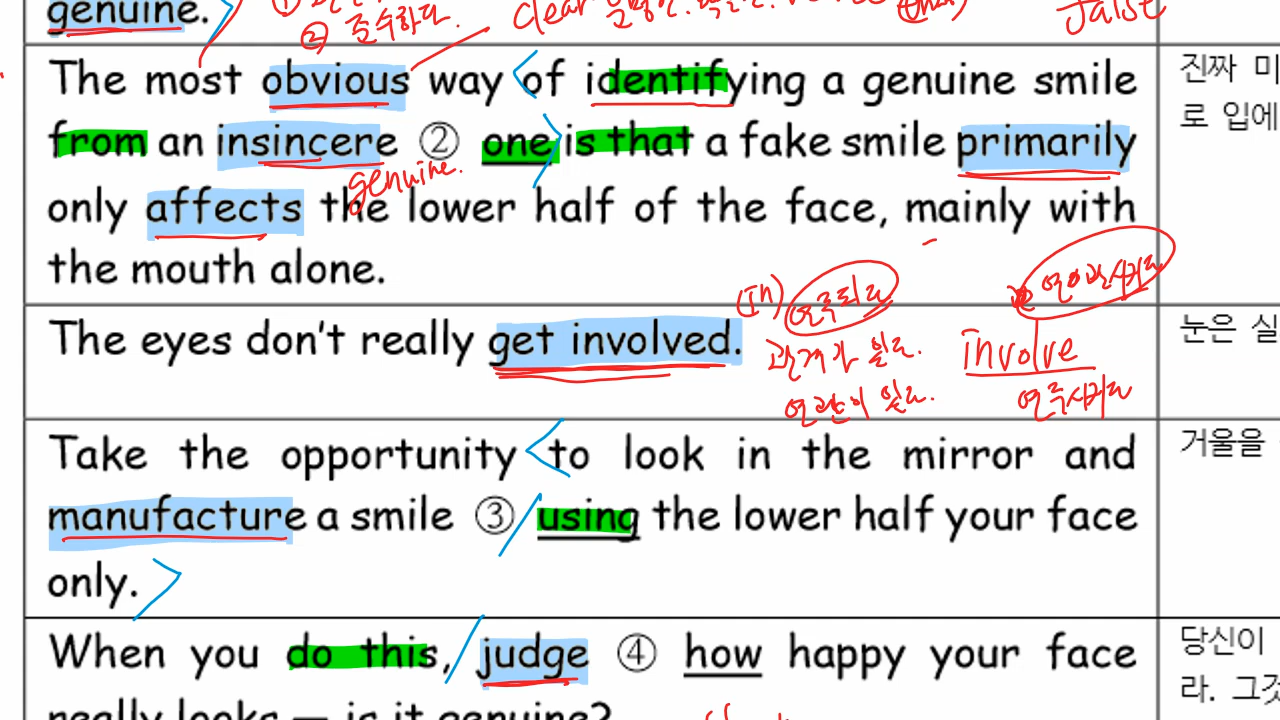 genuine.
② 준수하다.
clear
false
The most obvious way of identifying a genuine smile
from an insincere ② one is that a fake smile primarily
genuine.
only affects the lower half of the face, mainly with
the mouth alone.
진짜 미
로 입에
The eyes don't really get involved.
(in) 연루되다
관계가 있다.
연관이 있다.
연관시키다
involve
연루시키다
눈은 실
Take the opportunity to look in the mirror and
manufacture a smile ③ using the lower half your face
only.
거울을
When you do this, judge ④ how happy your face
really looks — is it genuine?
당신이
라. 그것